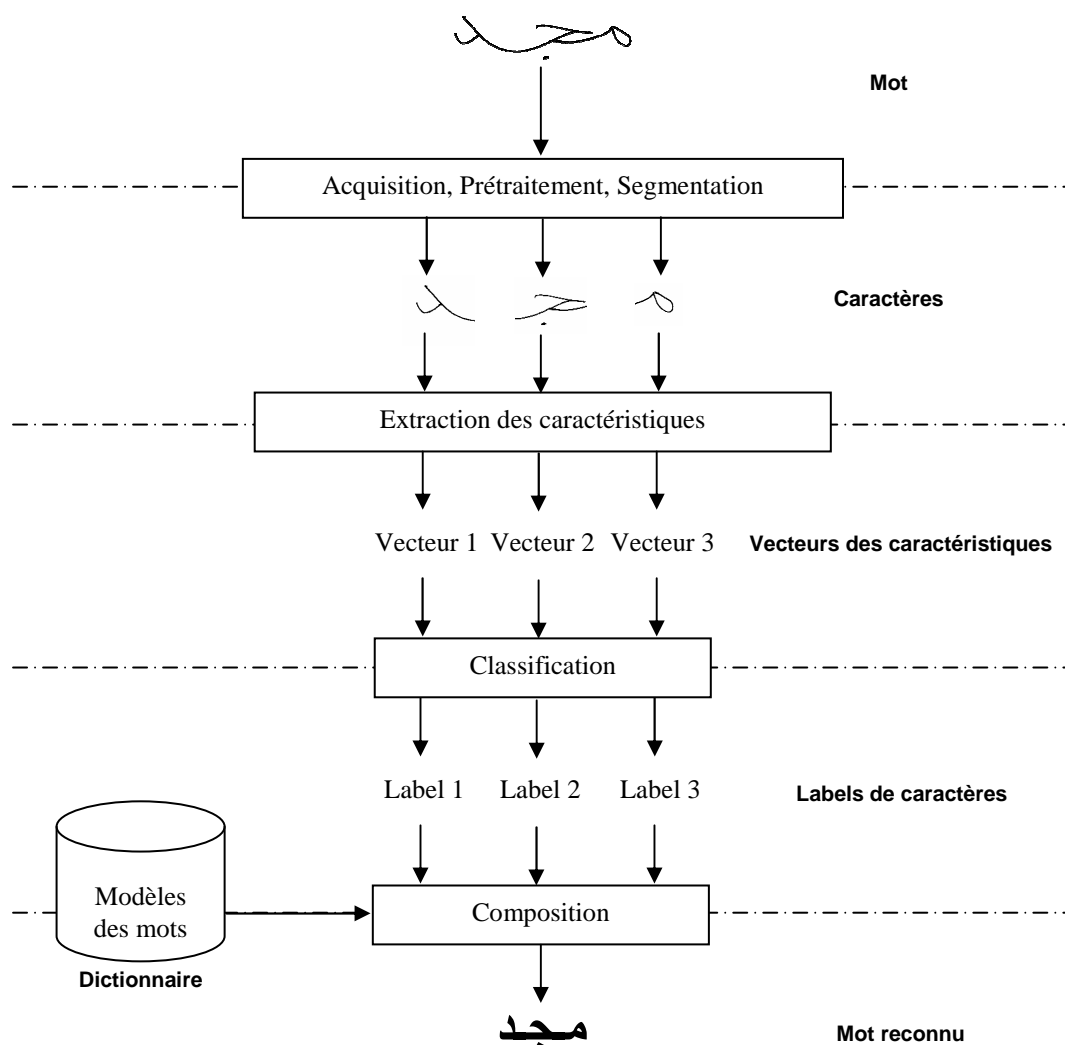 مجد
Mot
Acquisition, Prétraitement, Segmentation
د ج م
Caractères
Extraction des caractéristiques
Vecteur 1 Vecteur 2 Vecteur 3 Vecteurs des caractéristiques
Classification
Label 1 Label 2 Label 3 Labels de caractères
Modèles
des mots
Composition
Dictionnaire
مجد
Mot reconnu